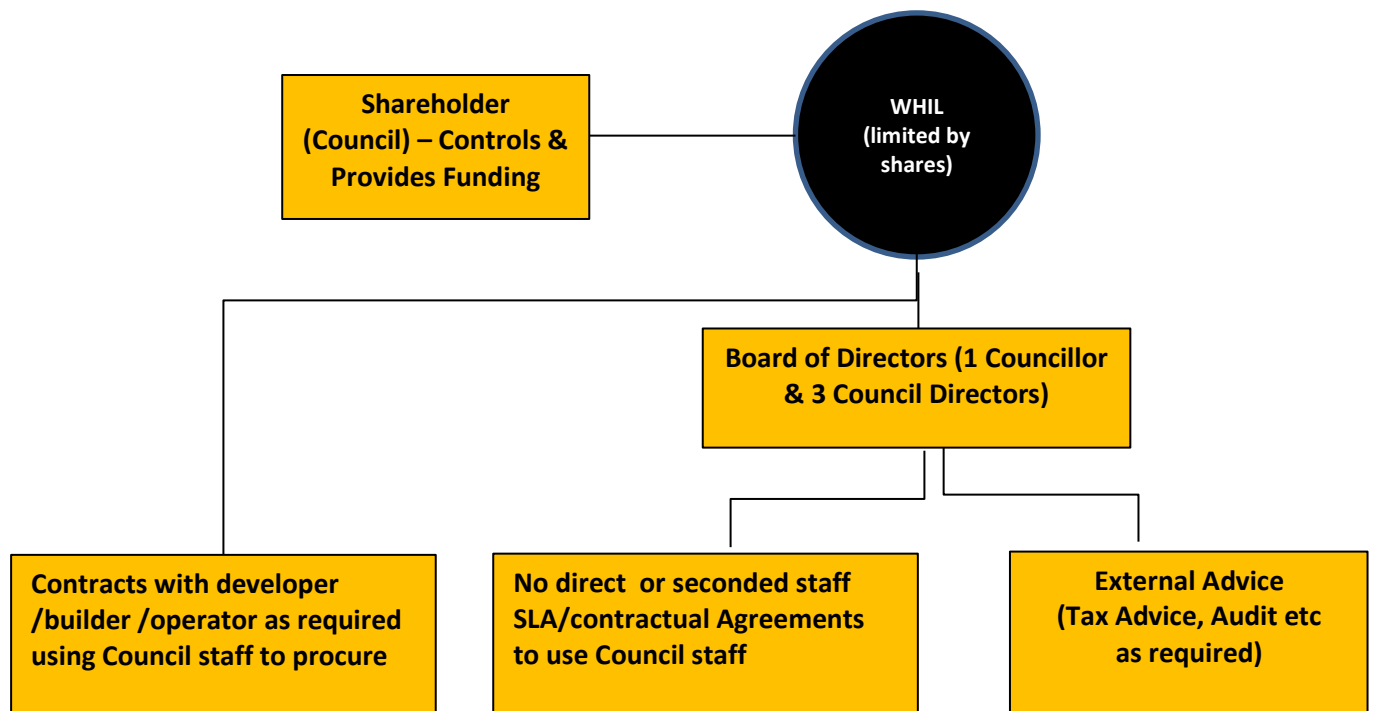 Shareholder
(Council) – Controls &
Provides Funding
WHIL
(limited by
shares)
Board of Directors (1 Councillor
& 3 Council Directors)
Contracts with developer
/builder /operator as required
using Council staff to procure
No direct  or seconded staff
SLA/contractual Agreements
to use Council staff
External Advice
(Tax Advice, Audit etc
as required)